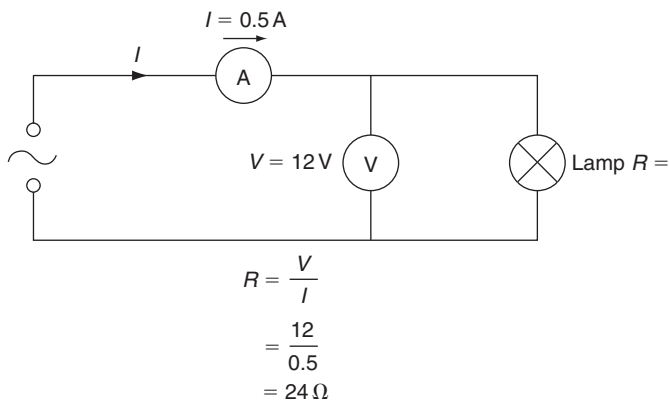 I = 0.5 A
I
A
V = 12 V
V
Lamp R =
R = V / I
= 12 / 0.5
= 24 Ω